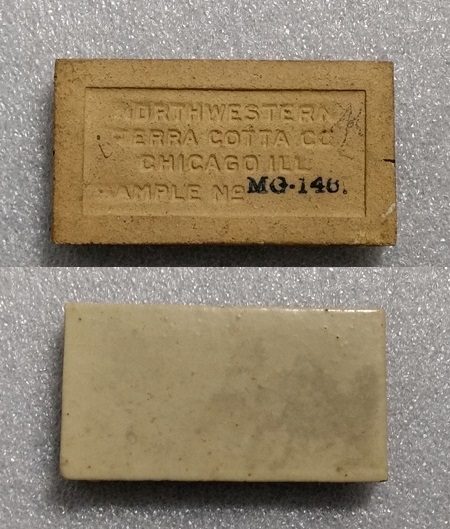 NORTHWESTERN
TERRA COTTA CO
CHICAGO ILL
SAMPLE No MG-146.